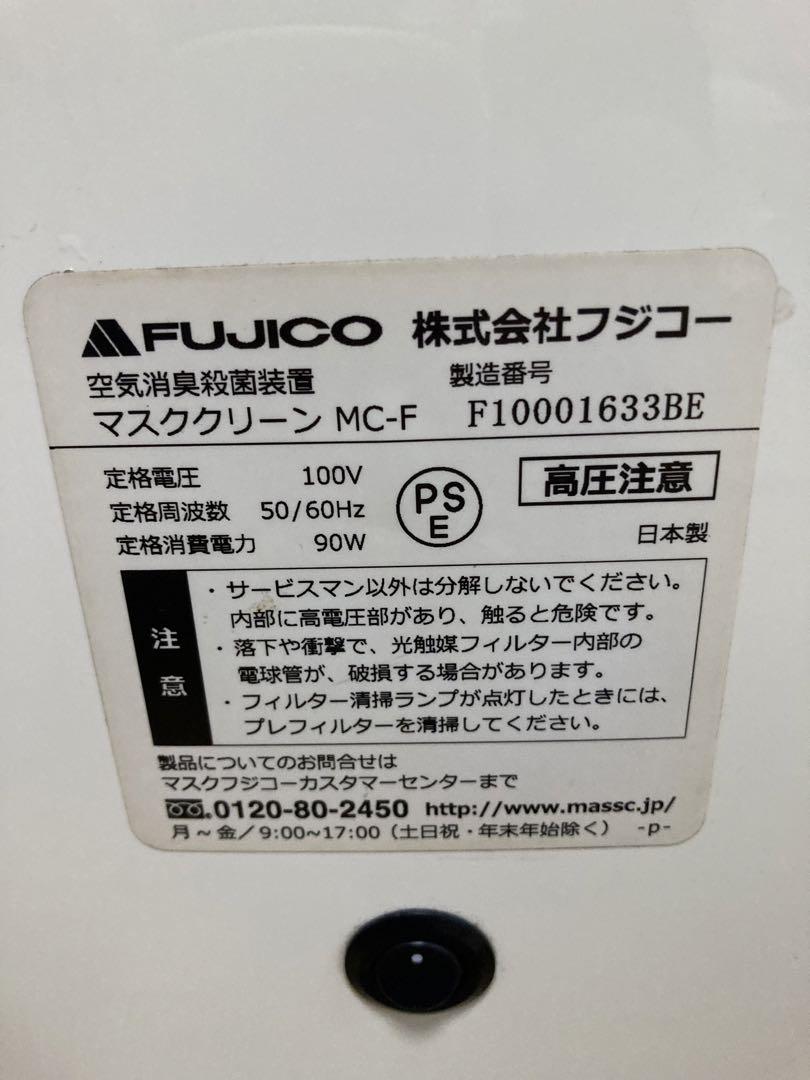 FUJICO 株式会社フジコー
空気消臭殺菌装置 製造番号
マスククリーン MC-F F10001633BE
定格電圧 100V
定格周波数 50/60Hz
定格消費電力 90W
PS
E
高圧注意
日本製
注意
・サービスマン以外は分解しないでください。
内部に高電圧部があり、触ると危険です。
・落下や衝撃で、光触媒フィルター内部の
電球管が、破損する場合があります。
・フィルター清掃ランプが点灯したときには、
プレフィルターを清掃してください。
製品についてのお問合せは
マスクフジコーカスタマーセンターまで
0120-80-2450 http://www.massc.jp/
月～金/9:00~17:00(土日祝・年末年始除く) -p-